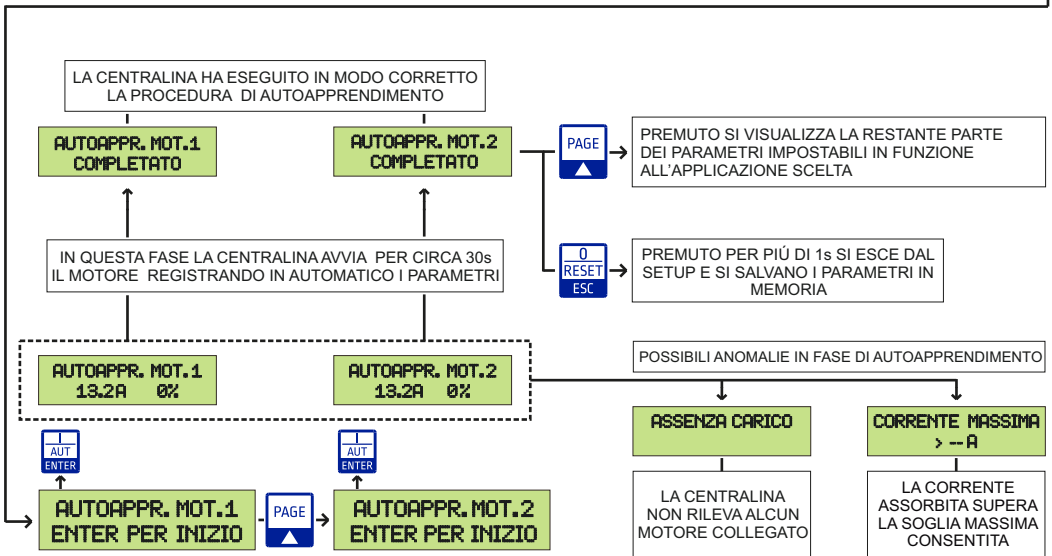 LA CENTRALINA HA ESEGUITO IN MODO CORRETTO
LA PROCEDURA DI AUTOAPPRENDIMENTO
AUTOAPPR. MOT.1
COMPLETATO
AUTOAPPR. MOT.2
COMPLETATO
PAGE
PREMUTO SI VISUALIZZA LA RESTANTE PARTE
DEI PARAMETRI IMPOSTABILI IN FUNZIONE
ALL'APPLICAZIONE SCELTA
IN QUESTA FASE LA CENTRALINA AVVIA PER CIRCA 30s
IL MOTORE REGISTRANDO IN AUTOMATICO I PARAMETRI
0
RESET
ESC
PREMUTO PER PIÚ DI 1s SI ESCE DAL
SETUP E SI SALVANO I PARAMETRI IN
MEMORIA
AUTOAPPR. MOT.1
13.2A 0%
AUTOAPPR. MOT.2
13.2A 0%
POSSIBILI ANOMALIE IN FASE DI AUTOAPPRENDIMENTO
ASSENZA CARICO
CORRENTE MASSIMA
> --A
I
AUT
ENTER
I
AUT
ENTER
AUTOAPPR. MOT.1
ENTER PER INIZIO
PAGE
AUTOAPPR. MOT.2
ENTER PER INIZIO
LA CENTRALINA
NON RILEVA ALCUN
MOTORE COLLEGATO
LA CORRENTE
ASSORBITA SUPERA
LA SOGLIA MASSIMA
CONSENTITA